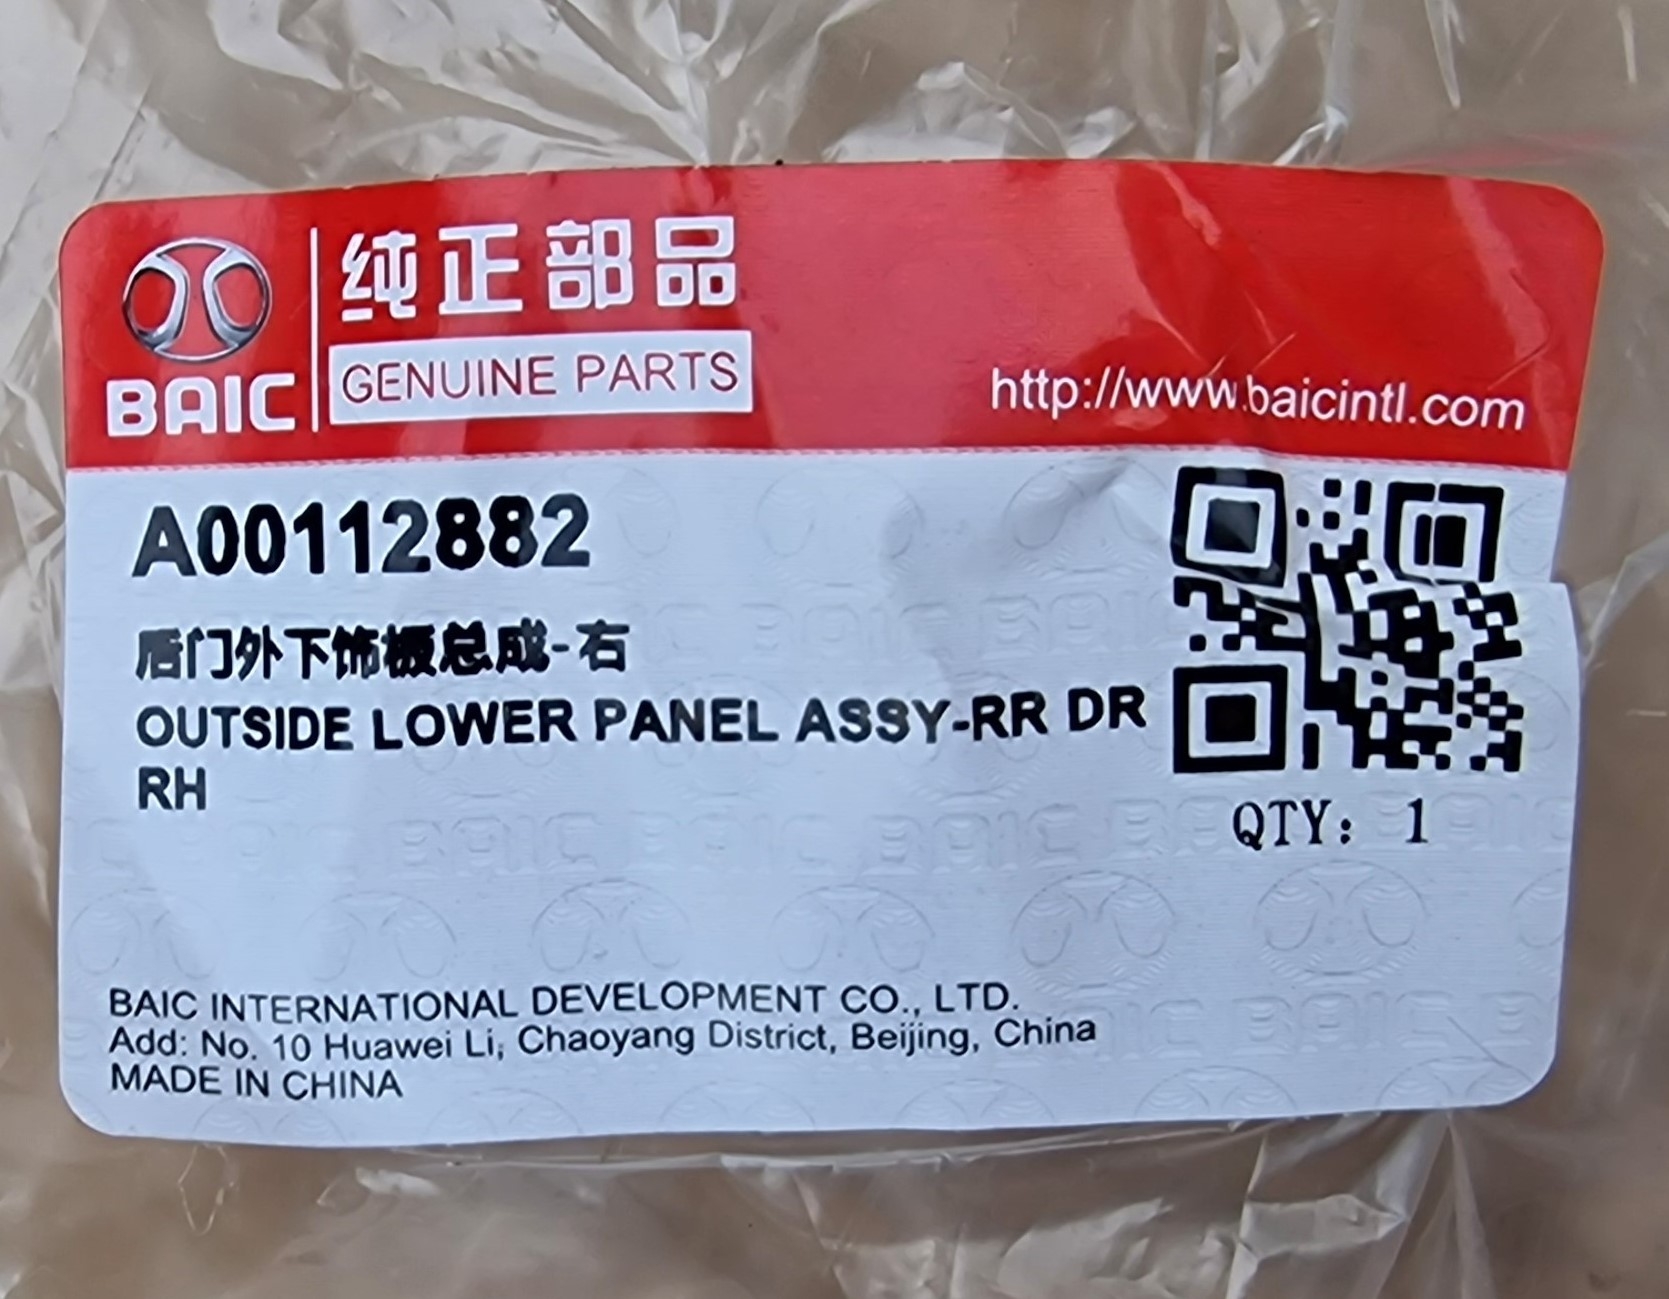 BAIC
纯正部品
GENUINE PARTS
http://www.baicintl.com
A00112882
后门外下饰板总成-右
OUTSIDE LOWER PANEL ASSY-RR DR
RH
QTY: 1
BAIC INTERNATIONAL DEVELOPMENT CO., LTD.
Add: No. 10 Huawei Li, Chaoyang District, Beijing, China
MADE IN CHINA